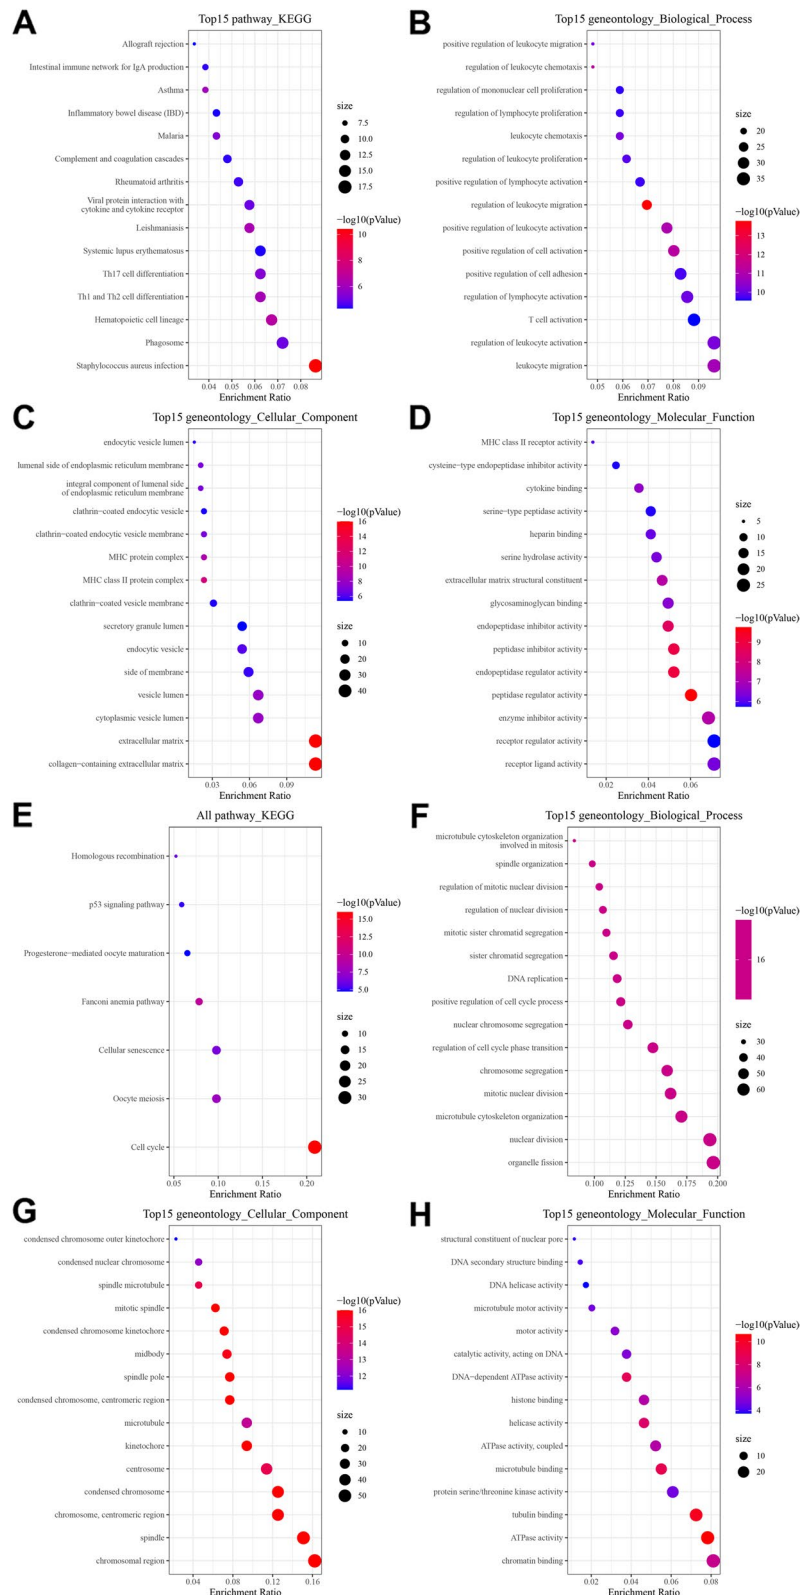 A
Top15 pathway_KEGG
Allograft rejection
Intestinal immune network for IgA production
Asthma
Inflammatory bowel disease (IBD)
Malaria
Complement and coagulation cascades
Rheumatoid arthritis
Viral protein interaction with
cytokine and cytokine receptor
Leishmaniasis
Systemic lupus erythematosus
Th17 cell differentiation
Th1 and Th2 cell differentiation
Hematopoietic cell lineage
Phagosome
Staphylococcus aureus infection
0.04 0.05 0.06 0.07 0.08
Enrichment Ratio
size
7.5
10.0
12.5
15.0
17.5
−log10(pValue)
10
8
6
B
Top15 geneontology_Biological_Process
positive regulation of leukocyte migration
regulation of leukocyte chemotaxis
regulation of mononuclear cell proliferation
regulation of lymphocyte proliferation
leukocyte chemotaxis
regulation of leukocyte proliferation
positive regulation of lymphocyte activation
regulation of leukocyte migration
positive regulation of leukocyte activation
positive regulation of cell activation
positive regulation of cell adhesion
regulation of lymphocyte activation
T cell activation
regulation of leukocyte activation
leukocyte migration
0.05 0.06 0.07 0.08 0.09
Enrichment Ratio
size
20
25
30
35
−log10(pValue)
13
12
11
10
C
Top15 geneontology_Cellular_Component
endocytic vesicle lumen
lumenal side of endoplasmic reticulum membrane
integral component of lumenal side
of endoplasmic reticulum membrane
clathrin−coated endocytic vesicle
clathrin−coated endocytic vesicle membrane
MHC protein complex
MHC class II protein complex
clathrin−coated vesicle membrane
secretory granule lumen
endocytic vesicle
side of membrane
vesicle lumen
cytoplasmic vesicle lumen
extracellular matrix
collagen−containing extracellular matrix
0.03 0.06 0.09
Enrichment Ratio
−log10(pValue)
16
14
12
10
8
6
size
10
20
30
40
D
Top15 geneontology_Molecular_Function
MHC class II receptor activity
cysteine−type endopeptidase inhibitor activity
cytokine binding
serine−type peptidase activity
heparin binding
serine hydrolase activity
extracellular matrix structural constituent
glycosaminoglycan binding
endopeptidase inhibitor activity
peptidase inhibitor activity
endopeptidase regulator activity
peptidase regulator activity
enzyme inhibitor activity
receptor regulator activity
receptor ligand activity
0.02 0.04 0.06
Enrichment Ratio
size
5
10
15
20
25
−log10(pValue)
9
8
7
6
E
All pathway_KEGG
Homologous recombination
p53 signaling pathway
Progesterone−mediated oocyte maturation
Fanconi anemia pathway
Cellular senescence
Oocyte meiosis
Cell cycle
0.05 0.10 0.15 0.20
Enrichment Ratio
−log10(pValue)
15.0
12.5
10.0
7.5
5.0
size
10
15
20
25
30
F
Top15 geneontology_Biological_Process
microtubule cytoskeleton organization
involved in mitosis
spindle organization
regulation of mitotic nuclear division
regulation of nuclear division
mitotic sister chromatid segregation
sister chromatid segregation
DNA replication
positive regulation of cell cycle process
nuclear chromosome segregation
regulation of cell cycle phase transition
chromosome segregation
mitotic nuclear division
microtubule cytoskeleton organization
nuclear division
organelle fission
0.100 0.125 0.150 0.175 0.200
Enrichment Ratio
−log10(pValue)
16
size
30
40
50
60
G
Top15 geneontology_Cellular_Component
condensed chromosome outer kinetochore
condensed nuclear chromosome
spindle microtubule
mitotic spindle
condensed chromosome kinetochore
midbody
spindle pole
condensed chromosome, centromeric region
microtubule
kinetochore
centrosome
condensed chromosome
chromosome, centromeric region
spindle
chromosomal region
0.04 0.08 0.12 0.16
Enrichment Ratio
−log10(pValue)
16
15
14
13
12
size
10
20
30
40
50
H
Top15 geneontology_Molecular_Function
structural constituent of nuclear pore
DNA secondary structure binding
DNA helicase activity
microtubule motor activity
motor activity
catalytic activity, acting on DNA
DNA−dependent ATPase activity
histone binding
helicase activity
ATPase activity, coupled
microtubule binding
protein serine/threonine kinase activity
tubulin binding
ATPase activity
chromatin binding
0.02 0.04 0.06 0.08
Enrichment Ratio
−log10(pValue)
10
8
6
4
size
10
20